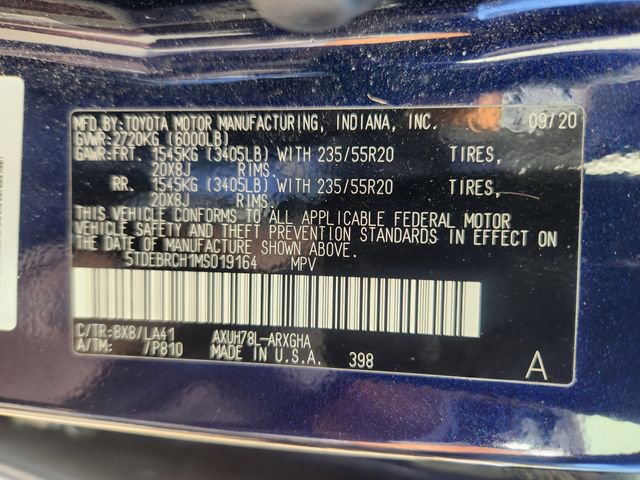 MFD.BY:TOYOTA MOTOR MANUFACTURING, INDIANA, INC. 09/20
GVWR:2720KG (6000LB)
GAWR:FRT. 1545KG (3405LB) WITH 235/55R20 TIRES,
20X8J RIMS.
RR. 1545KG (3405LB) WITH 235/55R20 TIRES,
20X8J RIMS.
THIS VEHICLE CONFORMS TO ALL APPLICABLE FEDERAL MOTOR
VEHICLE SAFETY AND THEFT PREVENTION STANDARDS IN EFFECT ON
THE DATE OF MANUFACTURE SHOWN ABOVE.
5TDEBRCH1MS019164 MPV
C/TR:8X8/LA41 AXUH78L-ARXGHA
A/TM: /P810 MADE IN U.S.A. 398 A